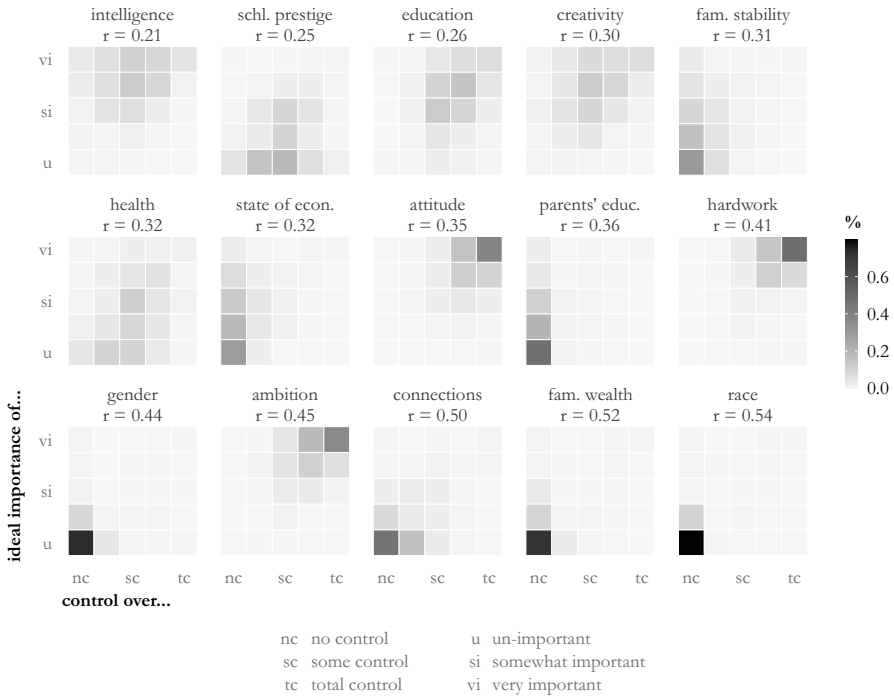 intelligence schl. prestige education creativity fam. stability
r = 0.21 r = 0.25 r = 0.26 r = 0.30 r = 0.31
vi
si
u
health state of econ. attitude parents' educ. hardwork
r = 0.32 r = 0.32 r = 0.35 r = 0.36 r = 0.41
vi
si
u
%
0.6
0.4
0.2
0.0
gender ambition connections fam. wealth race
r = 0.44 r = 0.45 r = 0.50 r = 0.52 r = 0.54
vi
si
u
ideal importance of...
nc sc tc nc sc tc nc sc tc nc sc tc nc sc tc
control over...
nc no control u un-important
sc some control si somewhat important
tc total control vi very important